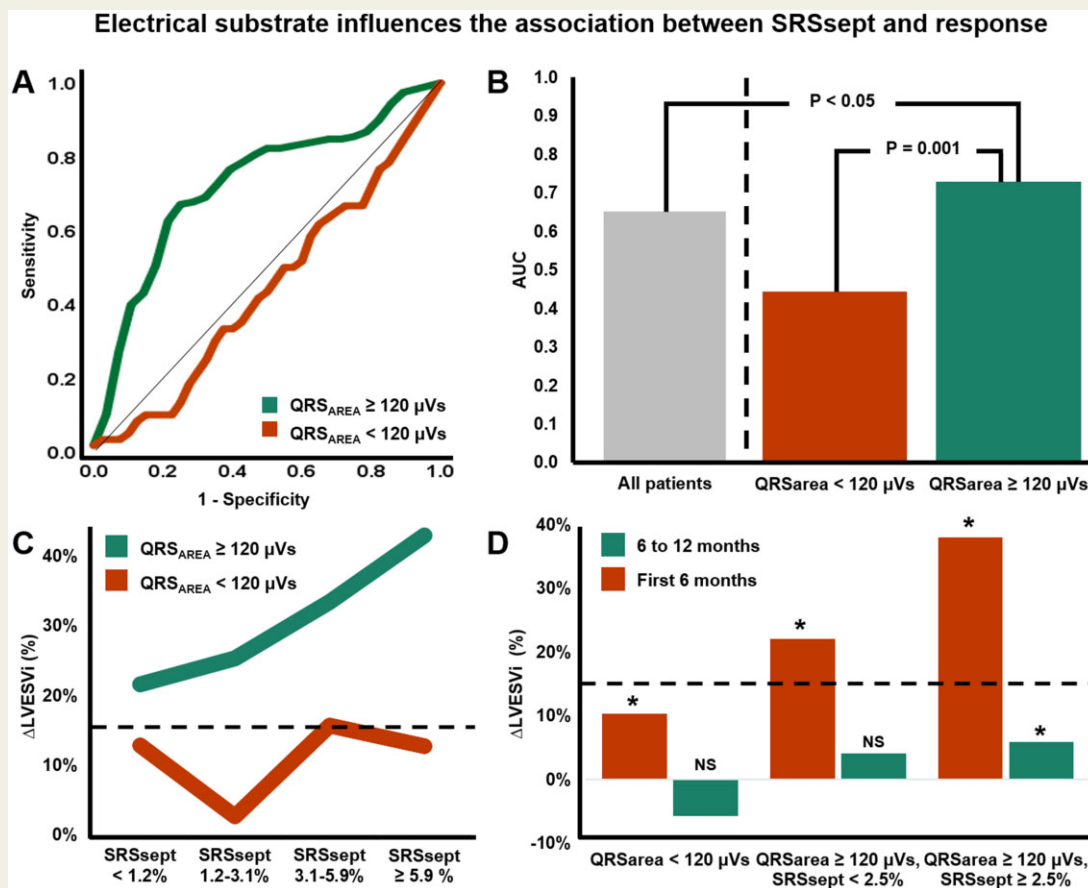 Electrical substrate influences the association between SRSsept and response
A
1.0
0.8
0.6
0.4
0.2
0.0
Sensitivity
QRSAREA ≥ 120 µVs
QRSAREA < 120 µVs
0.0 0.2 0.4 0.6 0.8 1.0
1 - Specificity
B
1.0
0.9
0.8
0.7
0.6
0.5
0.4
0.3
0.2
0.1
0.0
AUC
P < 0.05
P = 0.001
All patients QRSarea < 120 µVs QRSarea ≥ 120 µVs
C
40%
30%
20%
10%
0%
ΔLVESVi (%)
QRSAREA ≥ 120 µVs
QRSAREA < 120 µVs
SRSsept SRSsept SRSsept SRSsept
< 1.2% 1.2-3.1% 3.1-5.9% ≥ 5.9 %
D
40%
30%
20%
10%
0%
-10%
ΔLVESVi (%)
6 to 12 months
First 6 months
*
*
*
*
NS
NS
QRSarea < 120 µVs QRSarea ≥ 120 µVs, QRSarea ≥ 120 µVs,
SRSsept < 2.5% SRSsept ≥ 2.5%